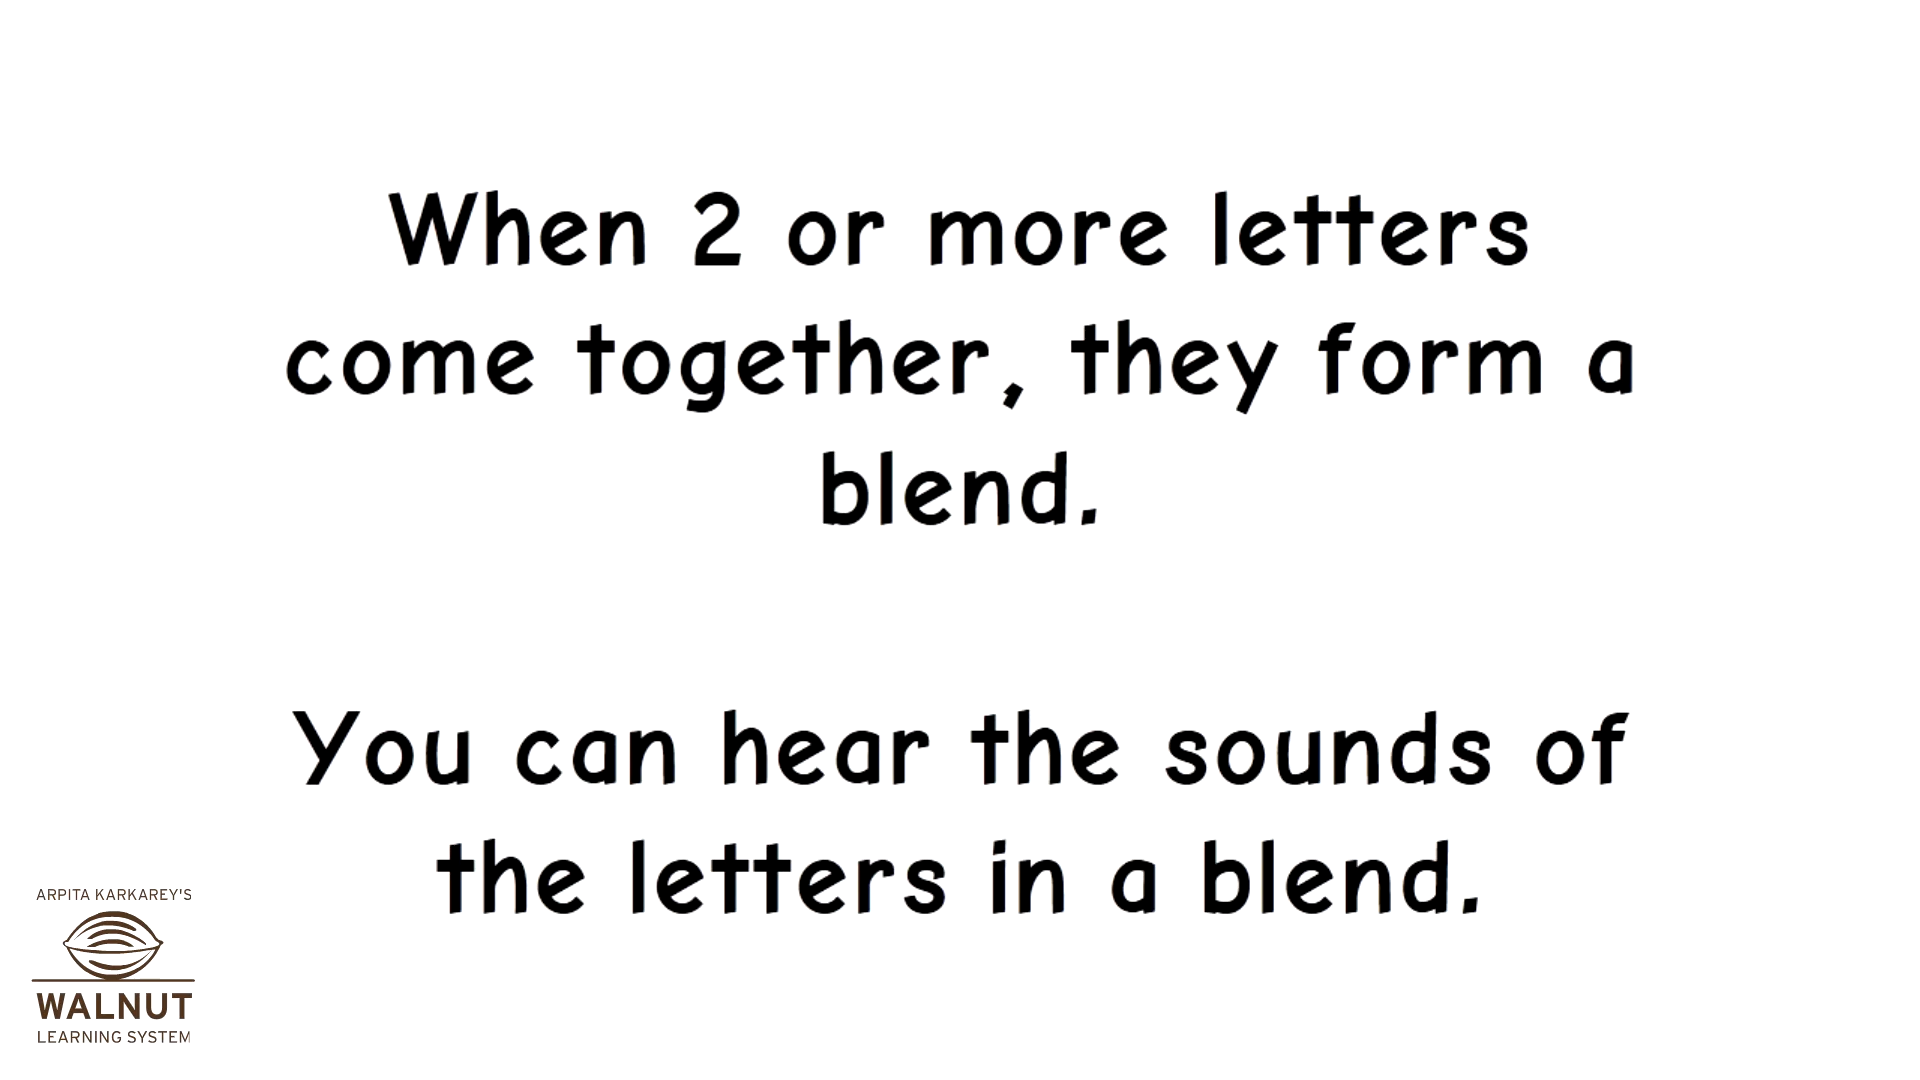 When 2 or more letters
come together, they form a
blend.
You can hear the sounds of
the letters in a blend.
ARPITA KARKAREY'S
WALNUT
LEARNING SYSTEM